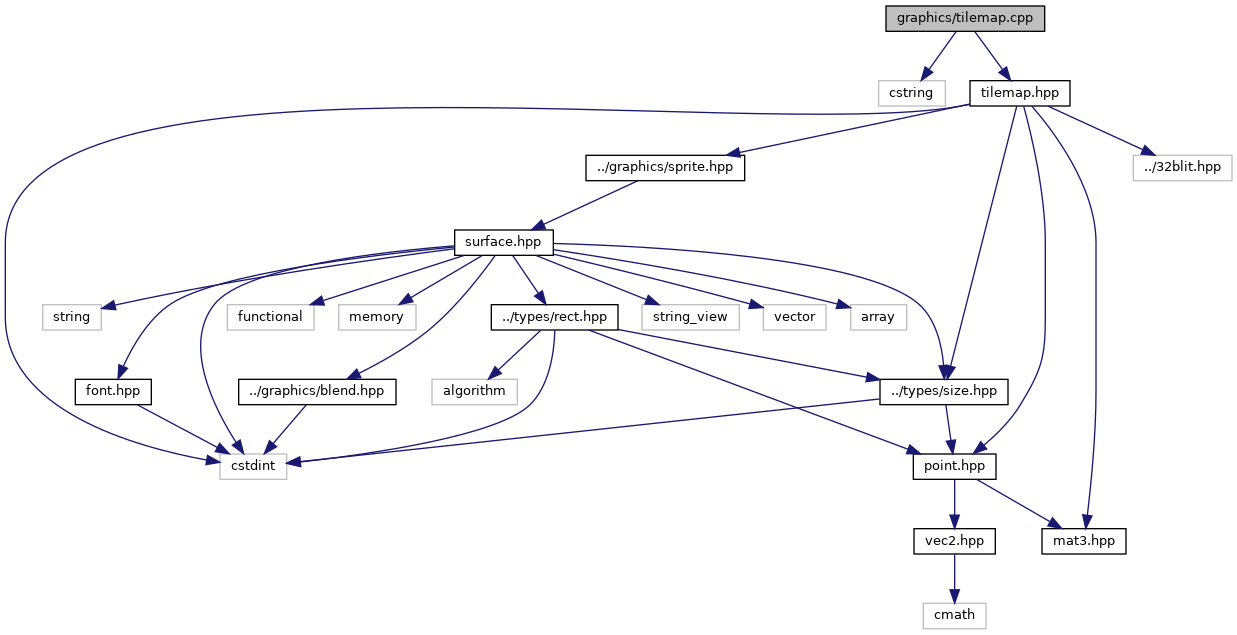 graphics/tilemap.cpp
cstring
tilemap.hpp
../graphics/sprite.hpp
../32blit.hpp
surface.hpp
string
functional
memory
../types/rect.hpp
string_view
vector
array
font.hpp
../graphics/blend.hpp
algorithm
../types/size.hpp
cstdint
point.hpp
vec2.hpp
mat3.hpp
cmath